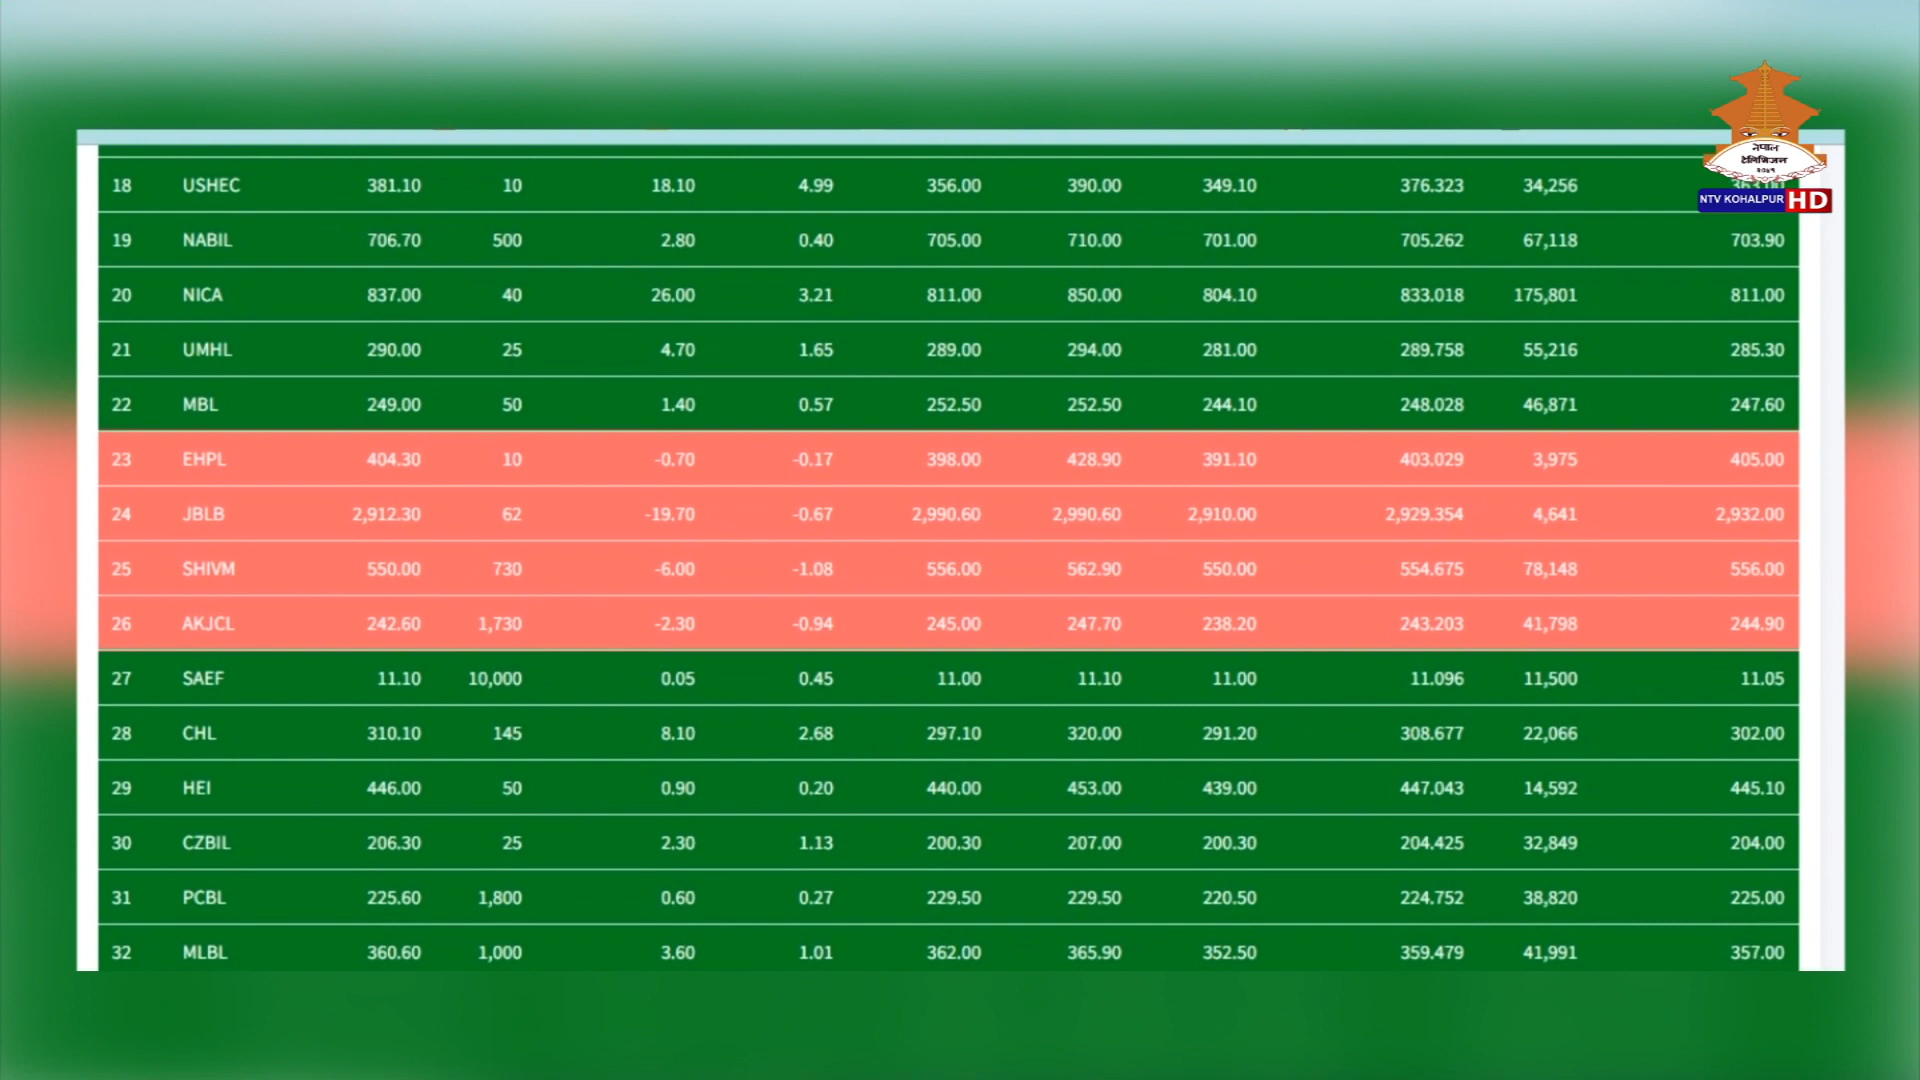 नेपाल
टेलिभिजन
२०४१
NTV KOHALPUR HD
18 USHEC 381.10 10 18.10 4.99 356.00 390.00 349.10 376.323 34,256 363.00
19 NABIL 706.70 500 2.80 0.40 705.00 710.00 701.00 705.262 67,118 703.90
20 NICA 837.00 40 26.00 3.21 811.00 850.00 804.10 833.018 175,801 811.00
21 UMHL 290.00 25 4.70 1.65 289.00 294.00 281.00 289.758 55,216 285.30
22 MBL 249.00 50 1.40 0.57 252.50 252.50 244.10 248.028 46,871 247.60
23 EHPL 404.30 10 -0.70 -0.17 398.00 428.90 391.10 403.029 3,975 405.00
24 JBLB 2,912.30 62 -19.70 -0.67 2,990.60 2,990.60 2,910.00 2,929.354 4,641 2,932.00
25 SHIVM 550.00 730 -6.00 -1.08 556.00 562.90 550.00 554.675 78,148 556.00
26 AKJCL 242.60 1,730 -2.30 -0.94 245.00 247.70 238.20 243.203 41,798 244.90
27 SAEF 11.10 10,000 0.05 0.45 11.00 11.10 11.00 11.096 11,500 11.05
28 CHL 310.10 145 8.10 2.68 297.10 320.00 291.20 308.677 22,066 302.00
29 HEI 446.00 50 0.90 0.20 440.00 453.00 439.00 447.043 14,592 445.10
30 CZBIL 206.30 25 2.30 1.13 200.30 207.00 200.30 204.425 32,849 204.00
31 PCBL 225.60 1,800 0.60 0.27 229.50 229.50 220.50 224.752 38,820 225.00
32 MLBL 360.60 1,000 3.60 1.01 362.00 365.90 352.50 359.479 41,991 357.00